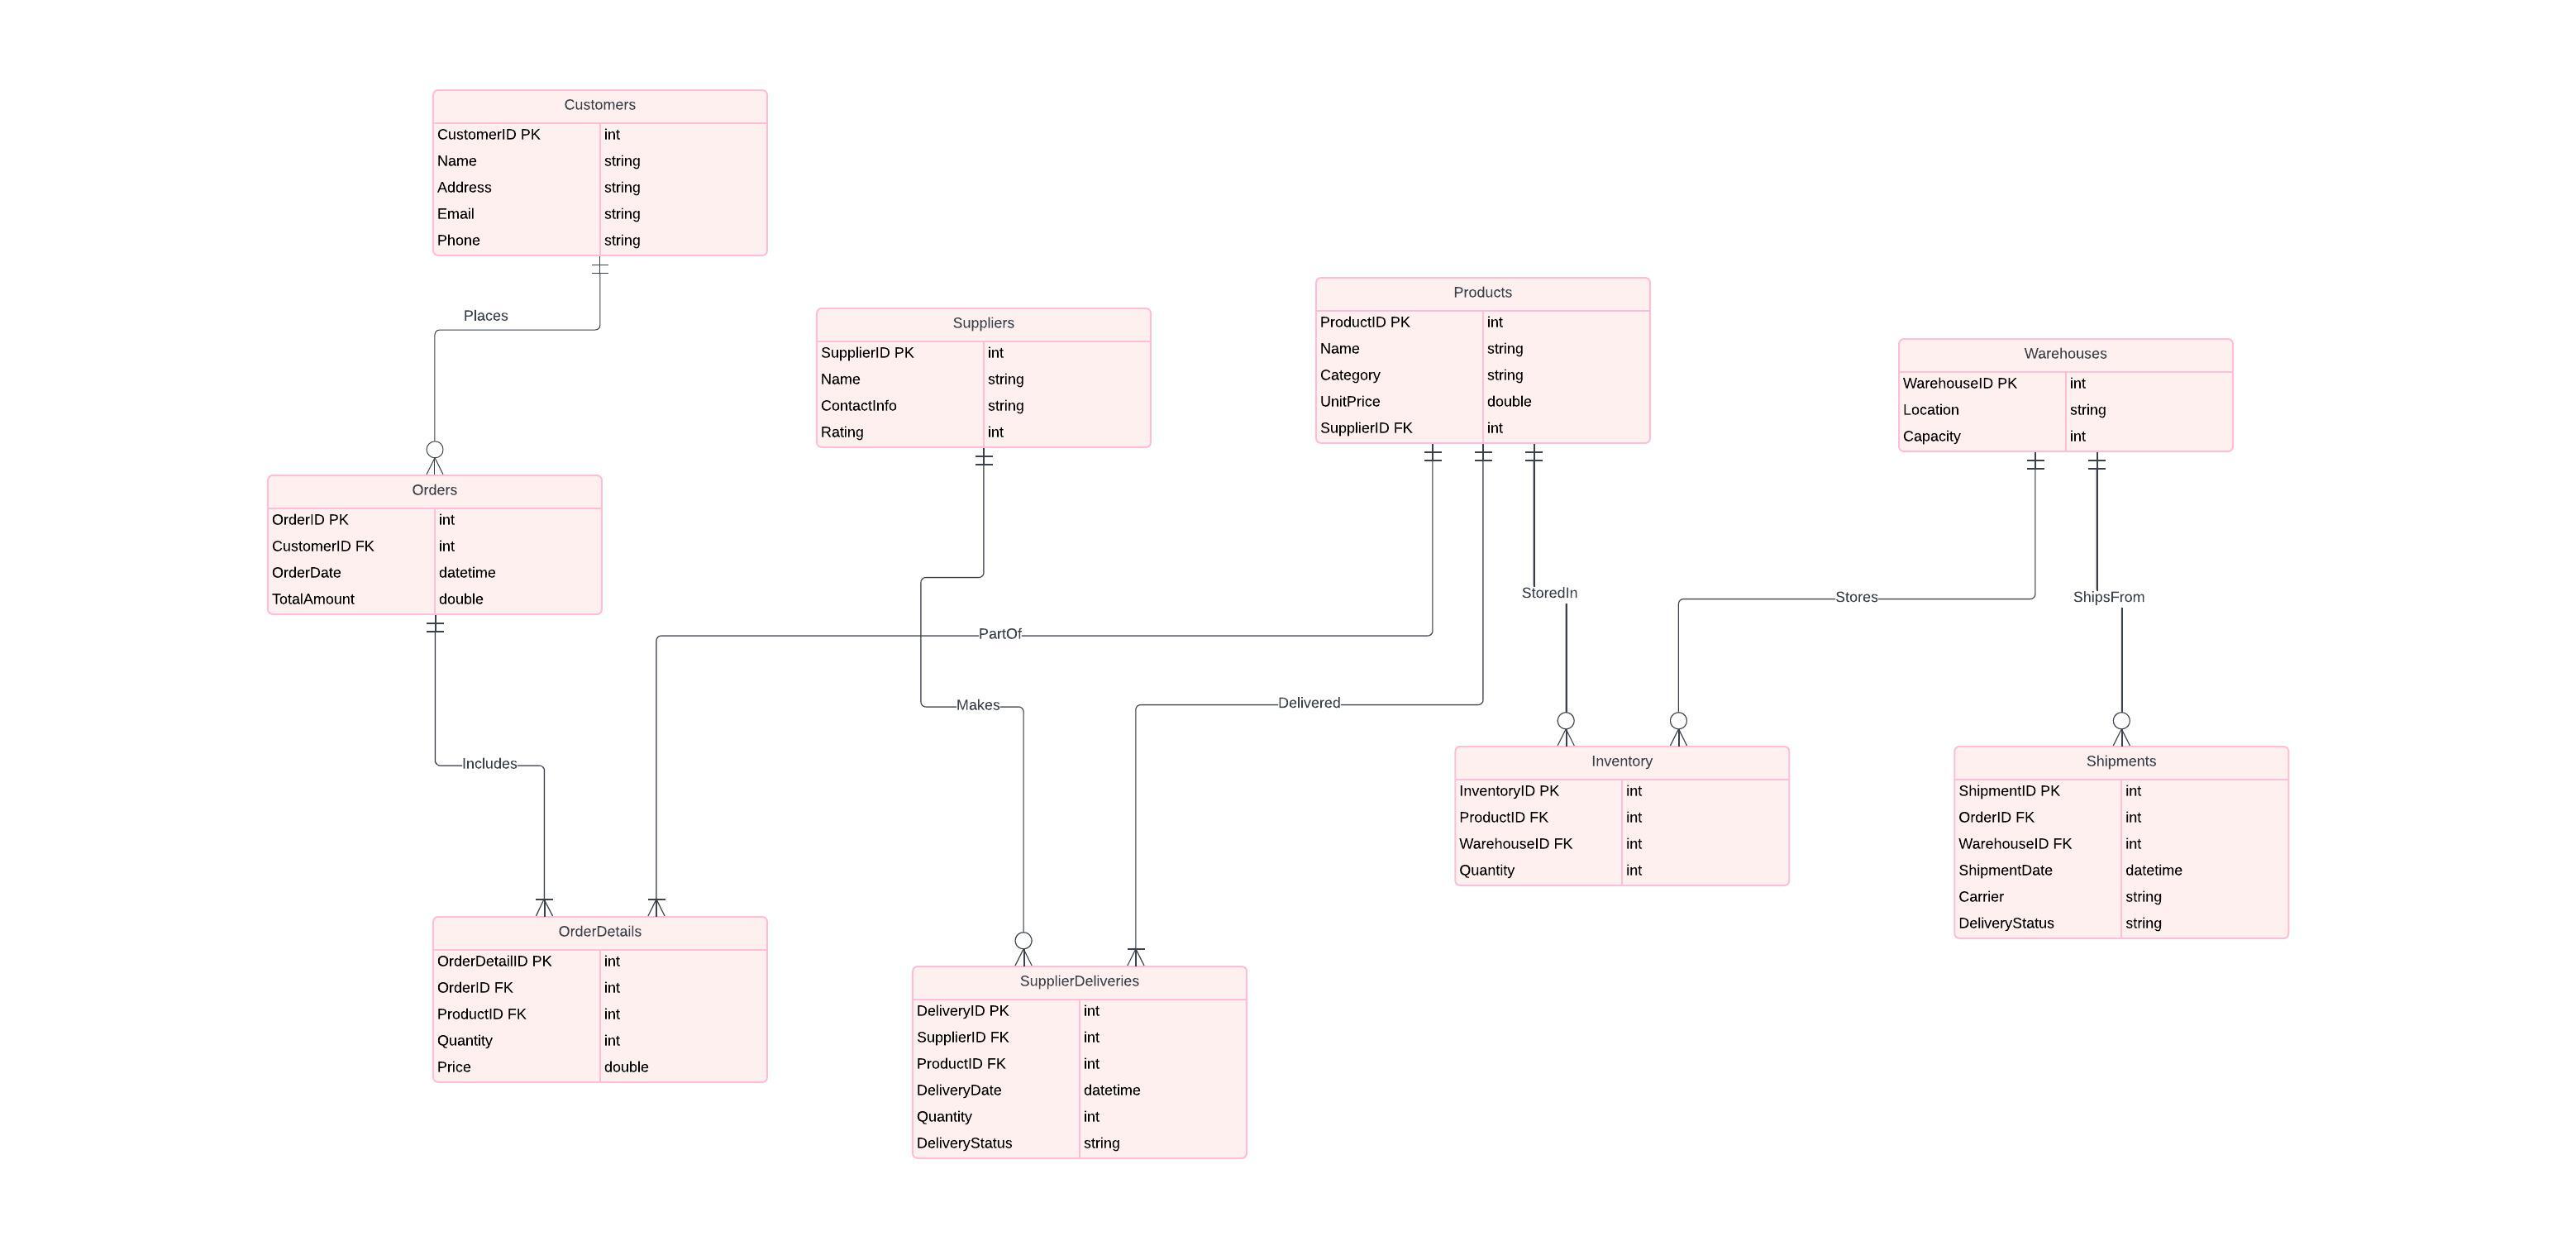 Customers
CustomerID PK int
Name string
Address string
Email string
Phone string
Places
Suppliers
SupplierID PK int
Name string
ContactInfo string
Rating int
Products
ProductID PK int
Name string
Category string
UnitPrice double
SupplierID FK int
Warehouses
WarehouseID PK int
Location string
Capacity int
Orders
OrderID PK int
CustomerID FK int
OrderDate datetime
TotalAmount double
StoredIn
Stores
ShipsFrom
PartOf
Makes
Delivered
Includes
Inventory
InventoryID PK int
ProductID FK int
WarehouseID FK int
Quantity int
Shipments
ShipmentID PK int
OrderID FK int
WarehouseID FK int
ShipmentDate datetime
Carrier string
DeliveryStatus string
OrderDetails
OrderDetailID PK int
OrderID FK int
ProductID FK int
Quantity int
Price double
SupplierDeliveries
DeliveryID PK int
SupplierID FK int
ProductID FK int
DeliveryDate datetime
Quantity int
DeliveryStatus string